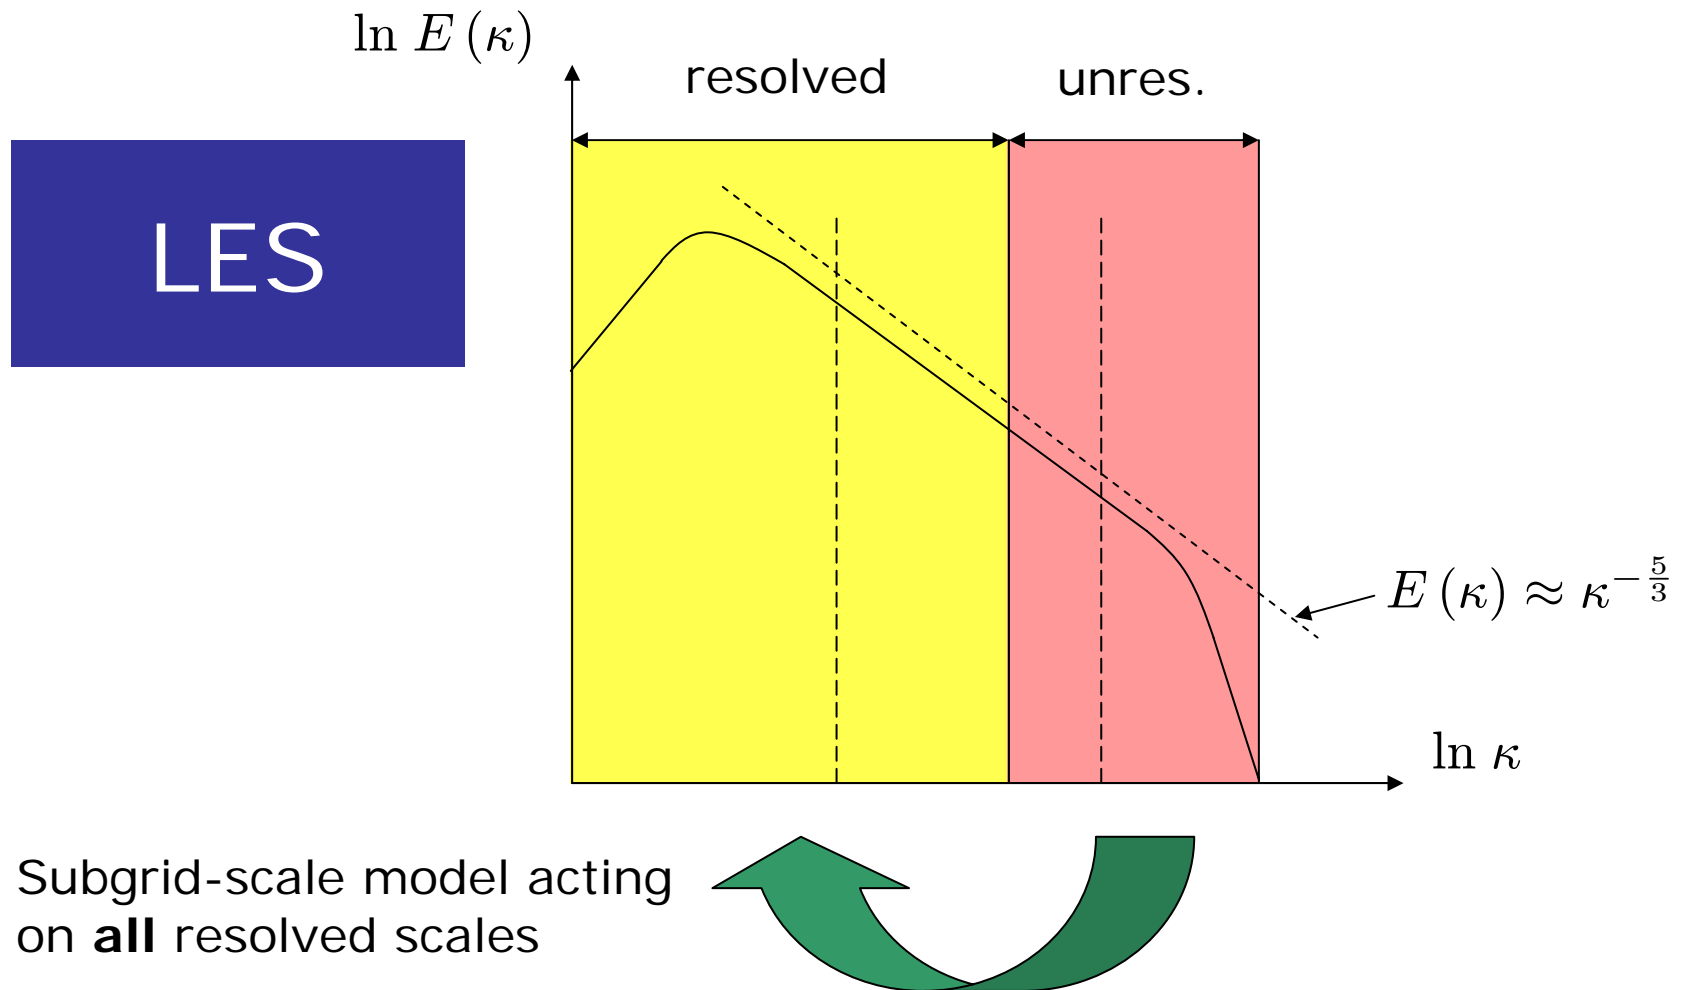 ln E (κ)
resolved
unres.
LES
E (κ) ≈ κ^{-5/3}
ln κ
Subgrid-scale model acting
on all resolved scales